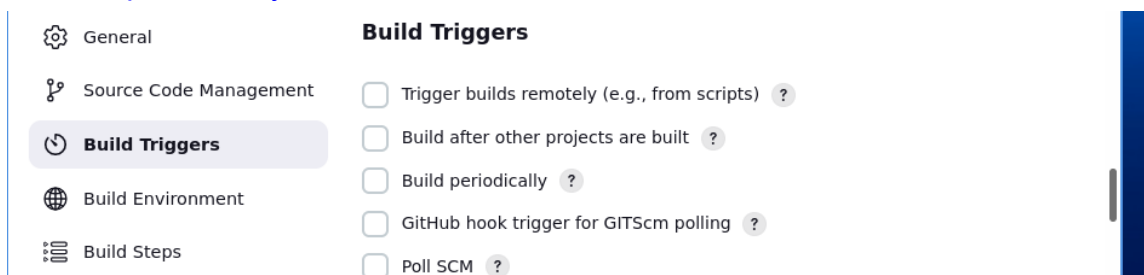 General
Source Code Management
Build Triggers
Build Environment
Build Steps
Build Triggers
Trigger builds remotely (e.g., from scripts) ?
Build after other projects are built ?
Build periodically ?
GitHub hook trigger for GITScm polling ?
Poll SCM ?